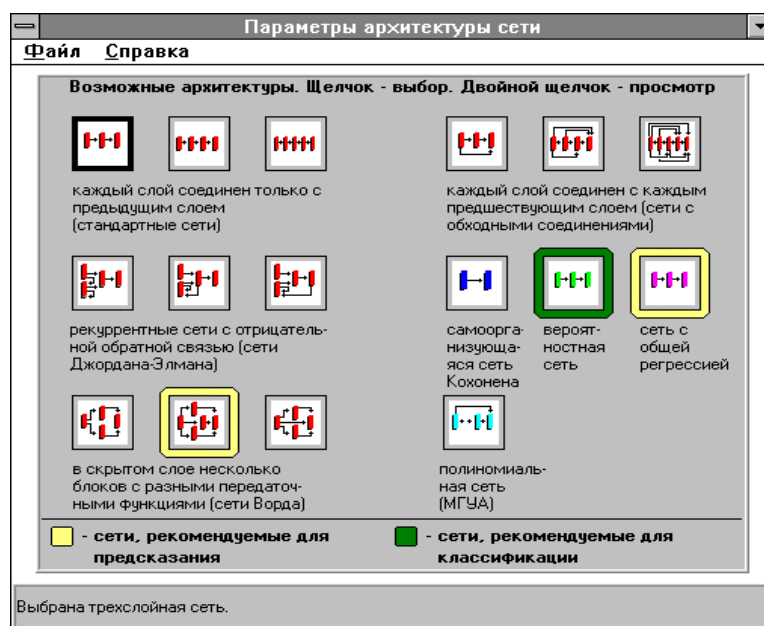 Параметры архитектуры сети
Файл Справка
Возможные архитектуры. Щелчок - выбор. Двойной щелчок - просмотр
каждый слой соединен только с
предыдущим слоем
(стандартные сети)
каждый слой соединен с каждым
предшествующим слоем (сети с
обходными соединениями)
рекуррентные сети с отрицатель-
ной обратной связью (сети
Джордана-Элмана)
самоорга-
низующа-
яся сеть
Кохонена
вероят-
ностная
сеть
сеть с
общей
регрессией
в скрытом слое несколько
блоков с разными передаточ-
ными функциями (сети Ворда)
полиномиаль-
ная сеть
(МГУА)
- сети, рекомендуемые для
предсказания
- сети, рекомендуемые для
классификации
Выбрана трехслойная сеть.